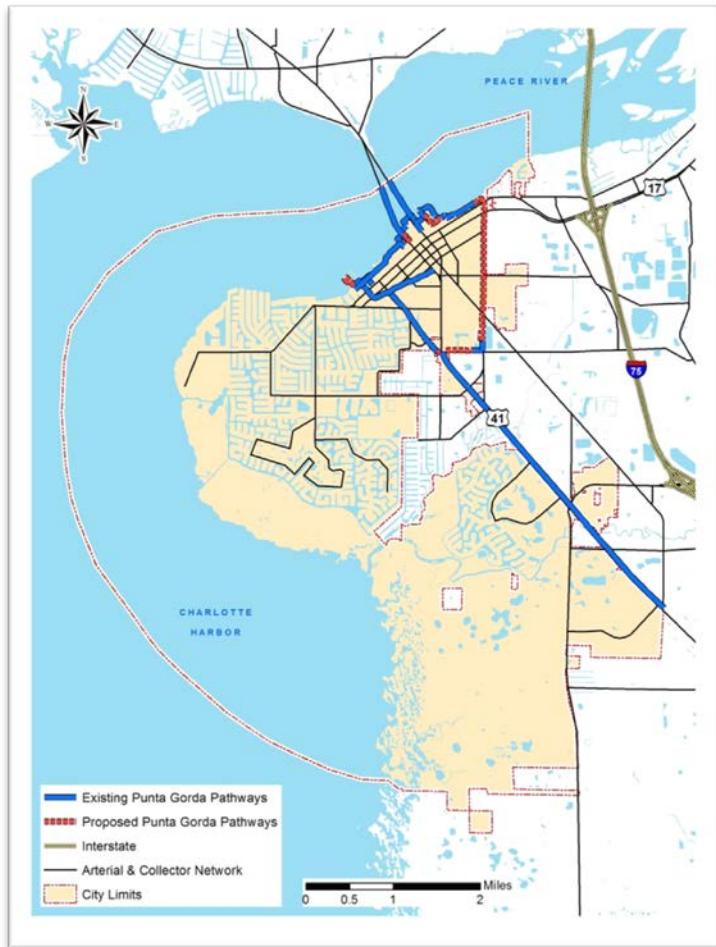 PEACE RIVER
N
W E
S
17
75
41
CHARLOTTE
HARBOR
Existing Punta Gorda Pathways
Proposed Punta Gorda Pathways
Interstate
Arterial & Collector Network
City Limits
Miles
0 0.5 1 2